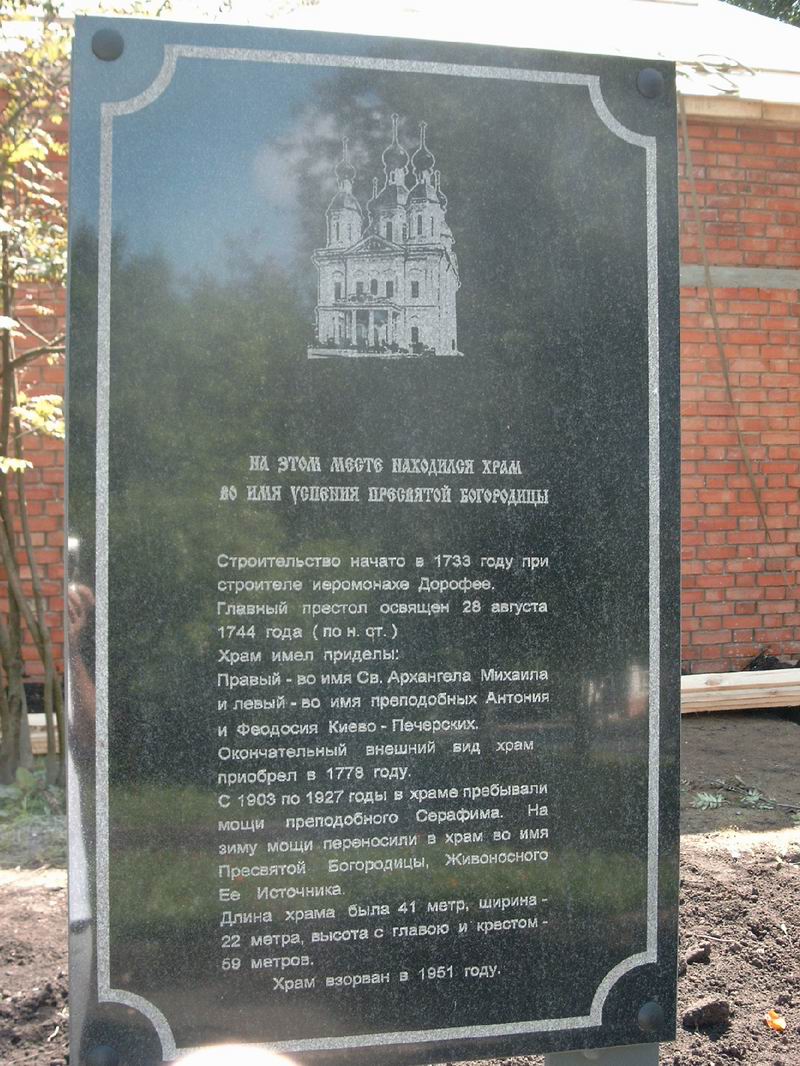 НА ЭТОМ МЕСТЕ НАХОДИЛСЯ ХРАМ
ВО ИМЯ УСПЕНИЯ ПРЕСВЯТОЙ БОГОРОДИЦЫ
Строительство начато в 1733 году при
строителе иеромонахе Дорофее.
Главный престол освящен 28 августа
1744 года ( по н. ст. )
Храм имел приделы:
Правый - во имя Св. Архангела Михаила
и левый - во имя преподобных Антония
и Феодосия Киево - Печерских.
Окончательный внешний вид храм
приобрел в 1778 году.
С 1903 по 1927 годы в храме пребывали
мощи преподобного Серафима. На
зиму мощи переносили в храм во имя
Пресвятой Богородицы, Живоносного
Ее Источника.
Длина храма была 41 метр, ширина -
22 метра, высота с главою и крестом -
59 метров.
Храм взорван в 1951 году.